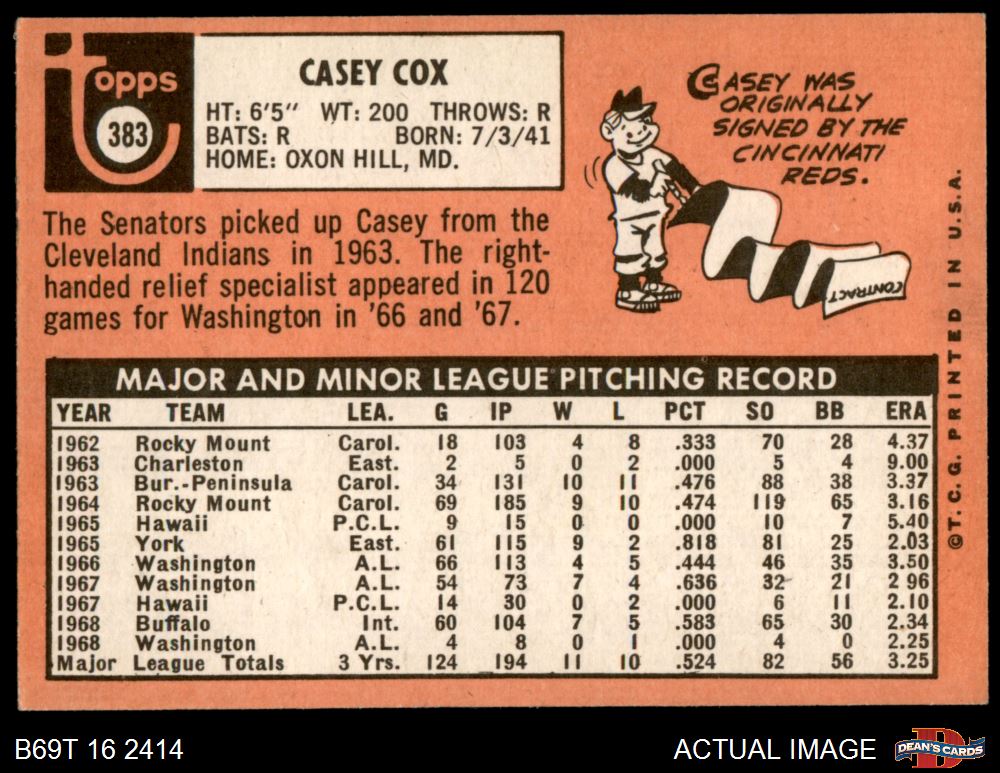 topps
383
CASEY COX
HT: 6'5" WT: 200 THROWS: R
BATS: R BORN: 7/3/41
HOME: OXON HILL, MD.
CASEY WAS
ORIGINALLY
SIGNED BY THE
CINCINNATI
REDS.
CONTRACT
The Senators picked up Casey from the
Cleveland Indians in 1963. The right-
handed relief specialist appeared in 120
games for Washington in '66 and '67.
MAJOR AND MINOR LEAGUE PITCHING RECORD
YEAR TEAM LEA. G IP W L PCT SO BB ERA
1962 Rocky Mount Carol. 18 103 4 8 .333 70 28 4.37
1963 Charleston East. 2 5 0 2 .000 5 4 9.00
1963 Bur.-Peninsula Carol. 34 131 10 11 .476 88 38 3.37
1964 Rocky Mount Carol. 69 185 9 10 .474 119 65 3.16
1965 Hawaii P.C.L. 9 15 0 0 .000 10 7 5.40
1965 York East. 61 115 9 2 .818 81 25 2.03
1966 Washington A.L. 66 113 4 5 .444 46 35 3.50
1967 Washington A.L. 54 73 7 4 .636 32 21 2 96
1967 Hawaii P.C.L. 14 30 0 2 .000 6 11 2.10
1968 Buffalo Int. 60 104 7 5 .583 65 30 2.34
1968 Washington A.L. 4 8 0 1 .000 4 0 2.25
Major League Totals 3 Yrs. 124 194 11 10 .524 82 56 3.25
©T. C. G. PRINTED IN U.S.A.
B69T 16 2414
ACTUAL IMAGE
D
DEAN'S CARDS